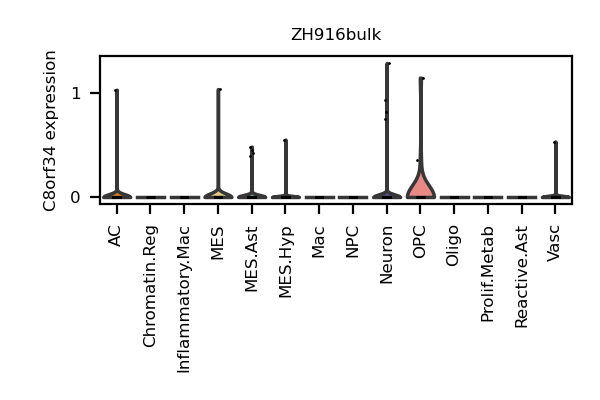 ZH916bulk
C8orf34 expression
1
0
AC
Chromatin.Reg
Inflammatory.Mac
MES
MES.Ast
MES.Hyp
Mac
NPC
Neuron
OPC
Oligo
Prolif.Metab
Reactive.Ast
Vasc